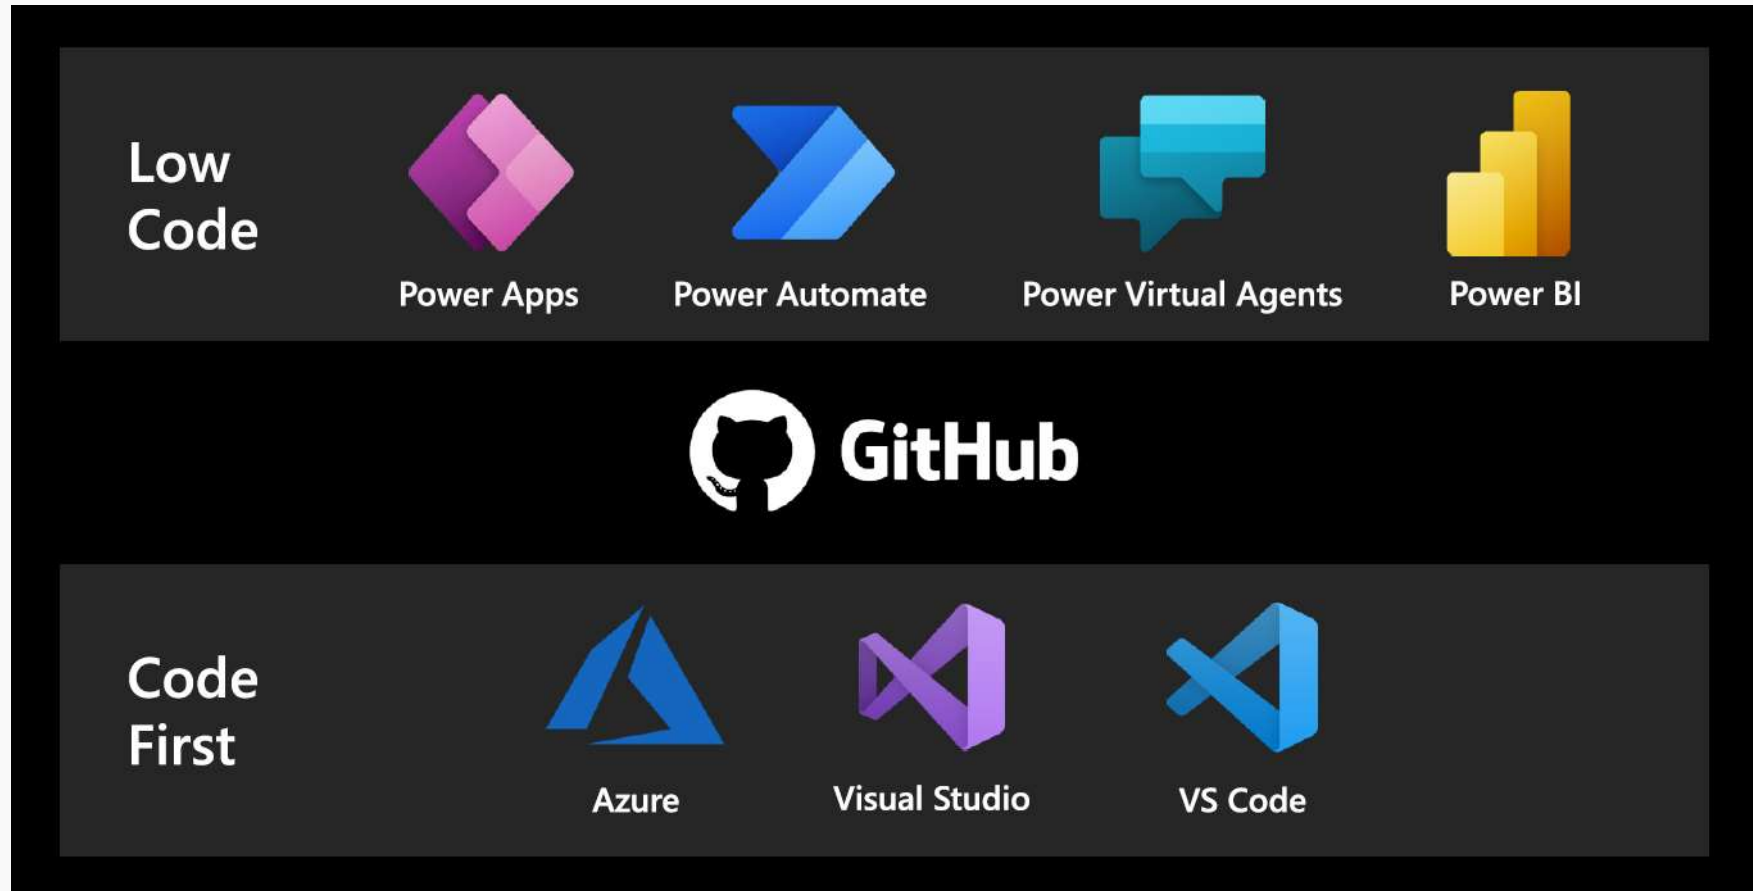 Low
Code
Power Apps
Power Automate
Power Virtual Agents
Power BI
GitHub
Code
First
Azure
Visual Studio
VS Code